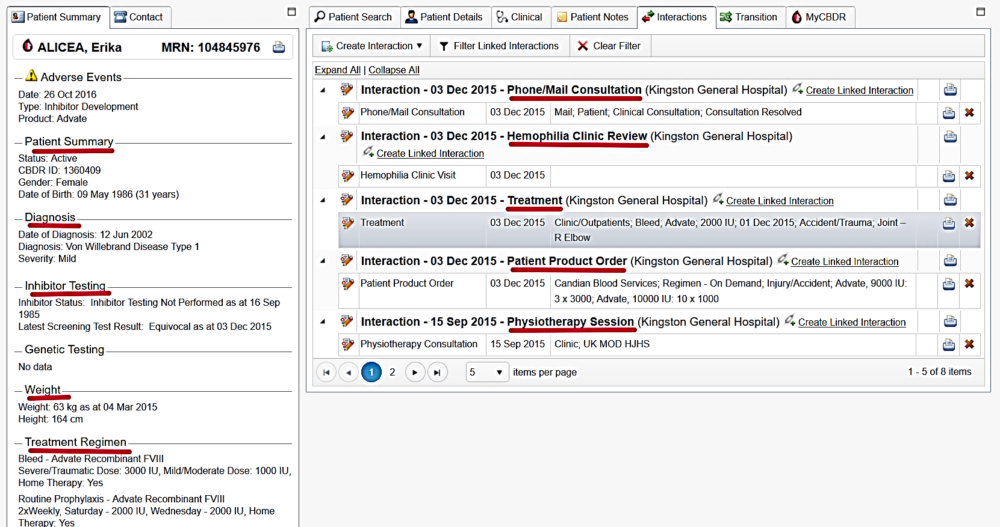 Patient Summary
Contact
ALICEA, Erika MRN: 104845976
Adverse Events
Date: 26 Oct 2016
Type: Inhibitor Development
Product: Advate
Patient Summary
Status: Active
CBDR ID: 1360409
Gender: Female
Date of Birth: 09 May 1986 (31 years)
Diagnosis
Date of Diagnosis: 12 Jun 2002
Diagnosis: Von Willebrand Disease Type 1
Severity: Mild
Inhibitor Testing
Inhibitor Status: Inhibitor Testing Not Performed as at 16 Sep
1985
Latest Screening Test Result: Equivocal as at 03 Dec 2015
Genetic Testing
No data
Weight
Weight: 63 kg as at 04 Mar 2015
Height: 164 cm
Treatment Regimen
Bleed - Advate Recombinant FVIII
Severe/Traumatic Dose: 3000 IU, Mild/Moderate Dose: 1000 IU,
Home Therapy: Yes
Routine Prophylaxis - Advate Recombinant FVIII
2xWeekly, Saturday - 2000 IU, Wednesday - 2000 IU, Home
Therapy: Yes
Patient Search
Patient Details
Clinical
Patient Notes
Interactions
Transition
MyCBDR
Create Interaction ▼
Filter Linked Interactions
Clear Filter
Expand All | Collapse All
Interaction - 03 Dec 2015 - Phone/Mail Consultation (Kingston General Hospital) Create Linked Interaction
Phone/Mail Consultation 03 Dec 2015 Mail; Patient; Clinical Consultation; Consultation Resolved
Interaction - 03 Dec 2015 - Hemophilia Clinic Review (Kingston General Hospital)
Create Linked Interaction
Hemophilia Clinic Visit 03 Dec 2015
Interaction - 03 Dec 2015 - Treatment (Kingston General Hospital) Create Linked Interaction
Treatment 03 Dec 2015 Clinic/Outpatients; Bleed; Advate; 2000 IU; 01 Dec 2015; Accident/Trauma; Joint –
R Elbow
Interaction - 03 Dec 2015 - Patient Product Order (Kingston General Hospital) Create Linked Interaction
Patient Product Order 03 Dec 2015 Candian Blood Services; Regimen - On Demand; Injury/Accident; Advate, 9000 IU:
3 x 3000; Advate, 10000 IU: 10 x 1000
Interaction - 15 Sep 2015 - Physiotherapy Session (Kingston General Hospital) Create Linked Interaction
Physiotherapy Consultation 15 Sep 2015 Clinic; UK MOD HJHS
1 2 5 ▼ items per page 1 - 5 of 8 items